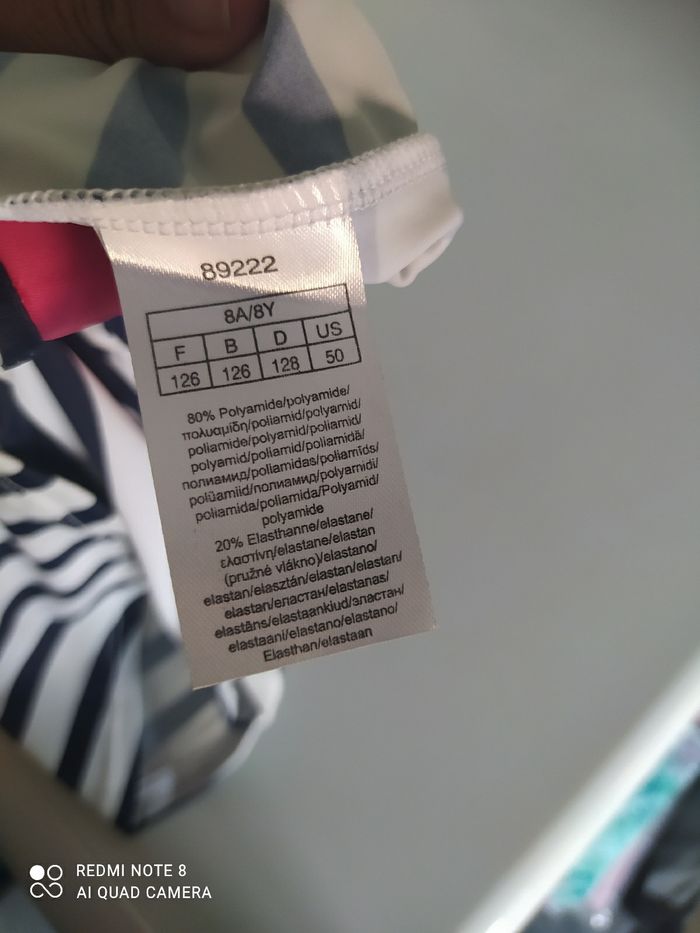 89222
8A/8Y
F B D US
126 126 128 50
80% Polyamide/polyamide/
πολυαμίδη/poliamid/polyamid/
poliamide/polyamid/poliamid/
polyamid/poliamid/poliamidă/
полиамид/poliamidas/poliamīds/
polüamiid/полиамид/polyamidi/
poliamida/poliamida/Polyamid/
polyamide
20% Elasthanne/elastane/
ελαστίνη/elastane/elastan
(pružné vlákno)/elastano/
elastan/elasztán/elastan/elastan/
elastan/еластан/elastanas/
elastāns/elastaankiud/эластан/
elastaani/elastano/elastano/
Elasthan/elastaan
REDMI NOTE 8
AI QUAD CAMERA